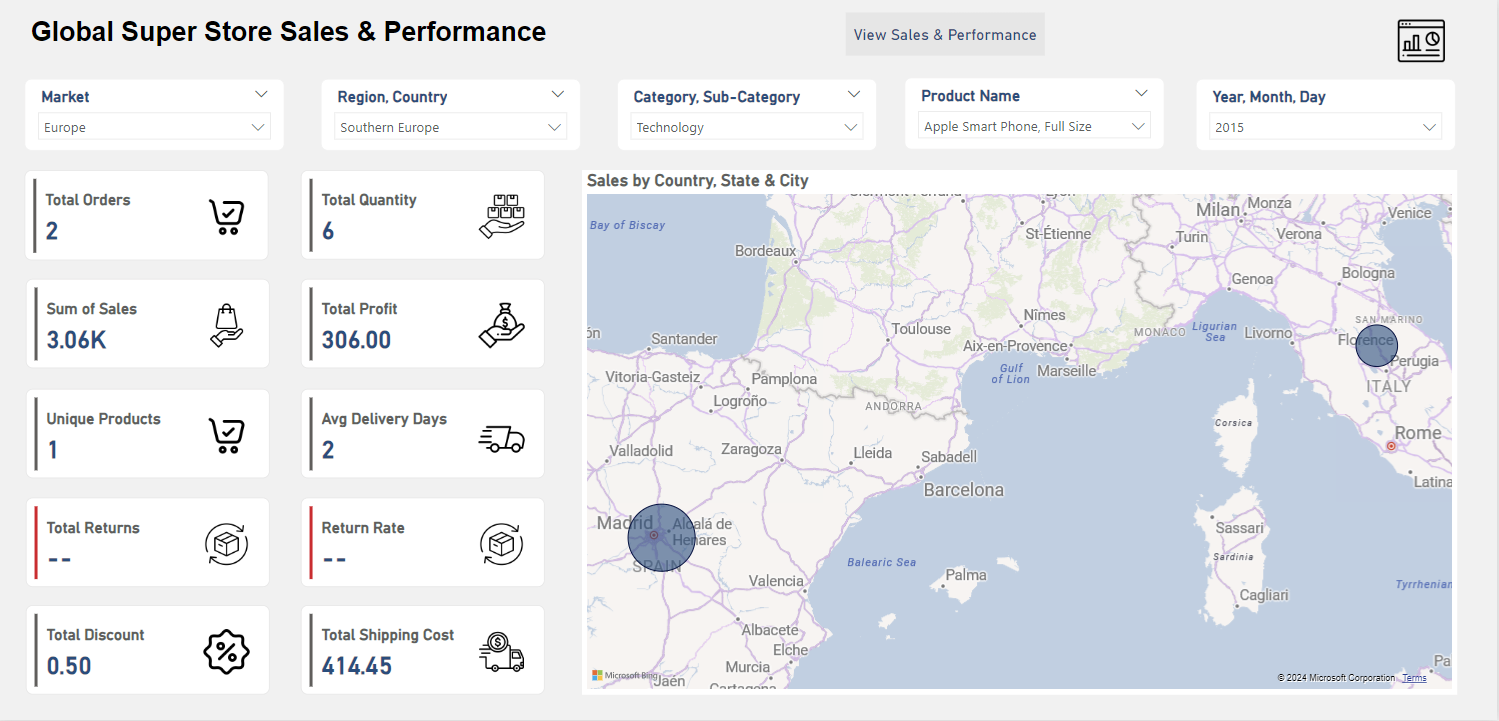 Global Super Store Sales & Performance
View Sales & Performance
Market
Europe
Region, Country
Southern Europe
Category, Sub-Category
Technology
Product Name
Apple Smart Phone, Full Size
Year, Month, Day
2015
Total Orders
2
Total Quantity
6
Sum of Sales
3.06K
Total Profit
306.00
Unique Products
1
Avg Delivery Days
2
Total Returns
--
Return Rate
--
Total Discount
0.50
Total Shipping Cost
414.45
Sales by Country, State & City
Milan
Monza
Venice
Bay of Biscay
St-Étienne
Turin
Verona
Bordeaux
Genoa
Bologna
Nîmes
SAN MARINO
Toulouse
MONACO
Ligurian
Sea
Livorno
Santander
Aix-en-Provence
Florence
Gulf
of Lion
Marseille
Perugia
Vitoria-Gasteiz
Pamplona
ITALY
Logroño
ANDORRA
Corsica
Rome
Valladolid
Zaragoza
Lleida
Sabadell
Barcelona
Latina
Madrid
Alcalá de
Henares
Sassari
SPAIN
Balearic Sea
Sardinia
Valencia
Palma
Tyrrhenian
Cagliari
Albacete
Elche
Murcia
Microsoft Bing
Jaén
© 2024 Microsoft Corporation
Terms